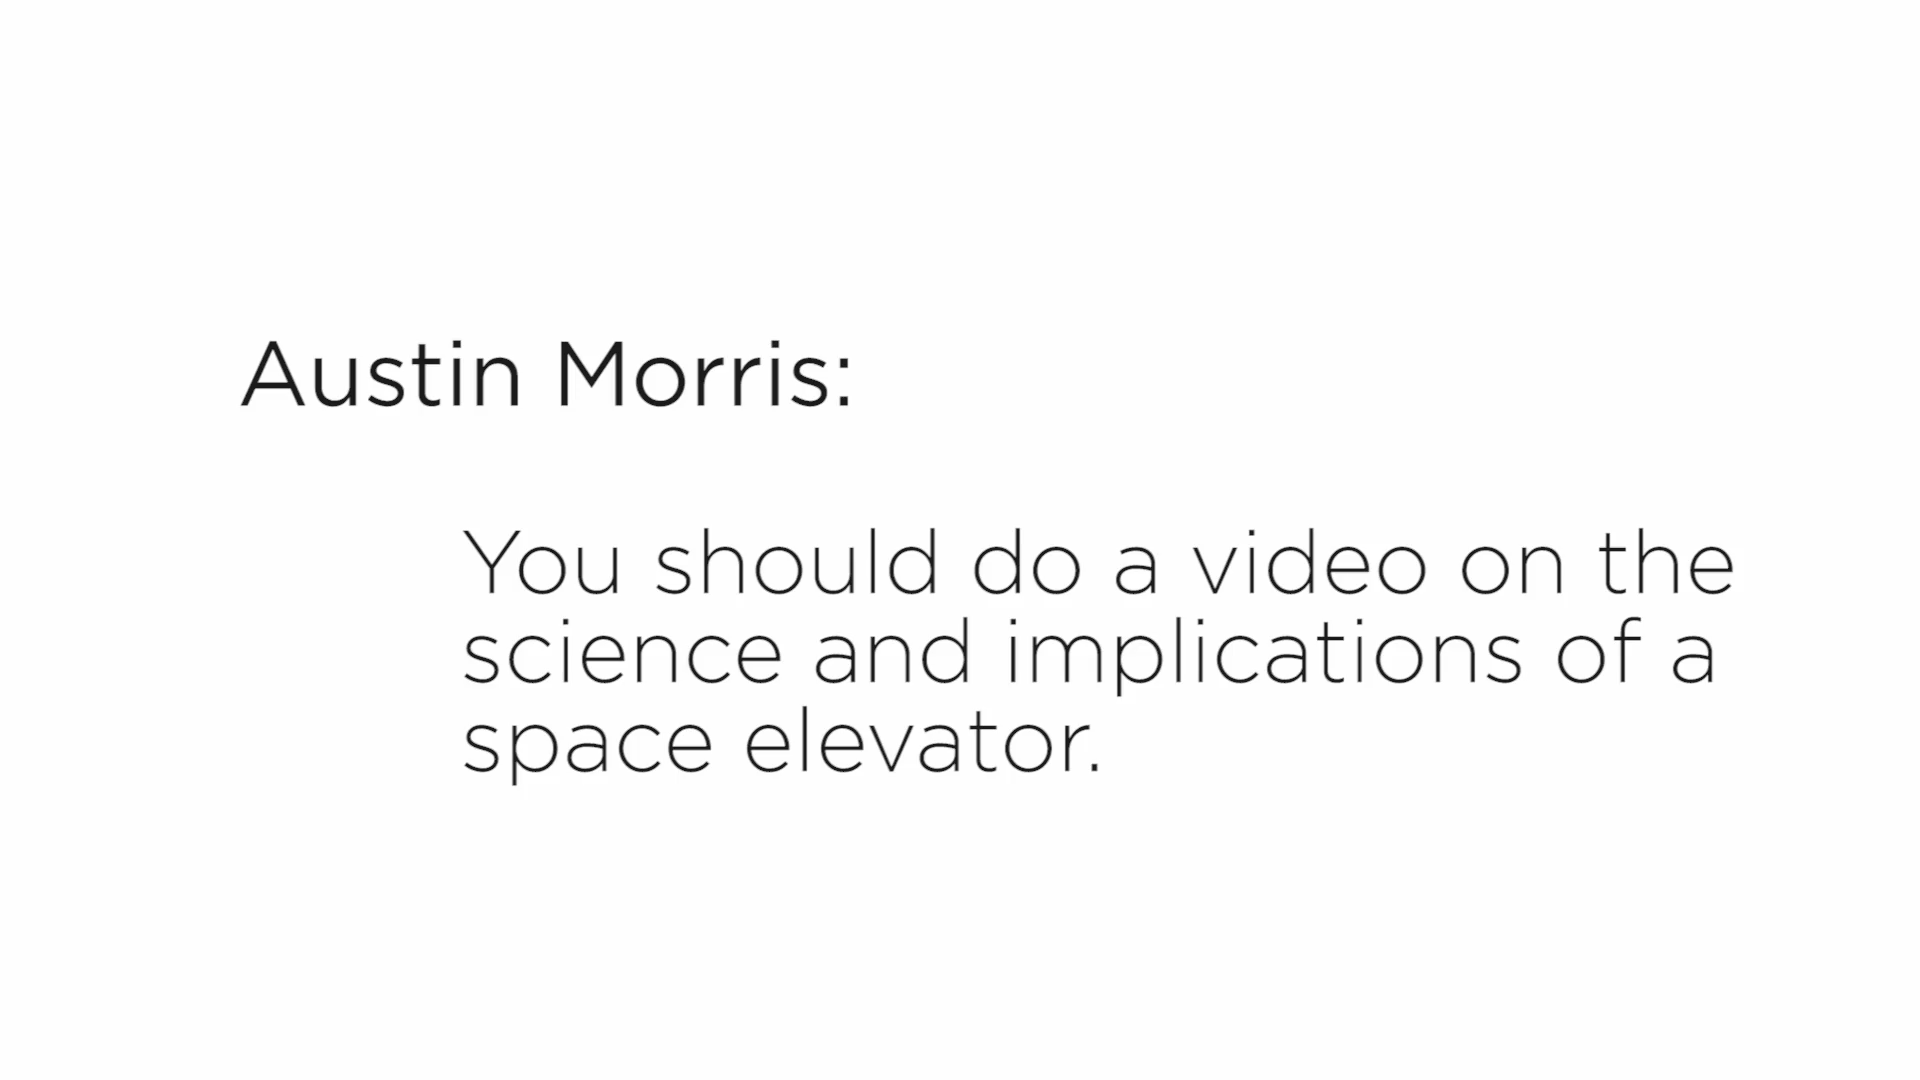 Austin Morris:
You should do a video on the
science and implications of a
space elevator.